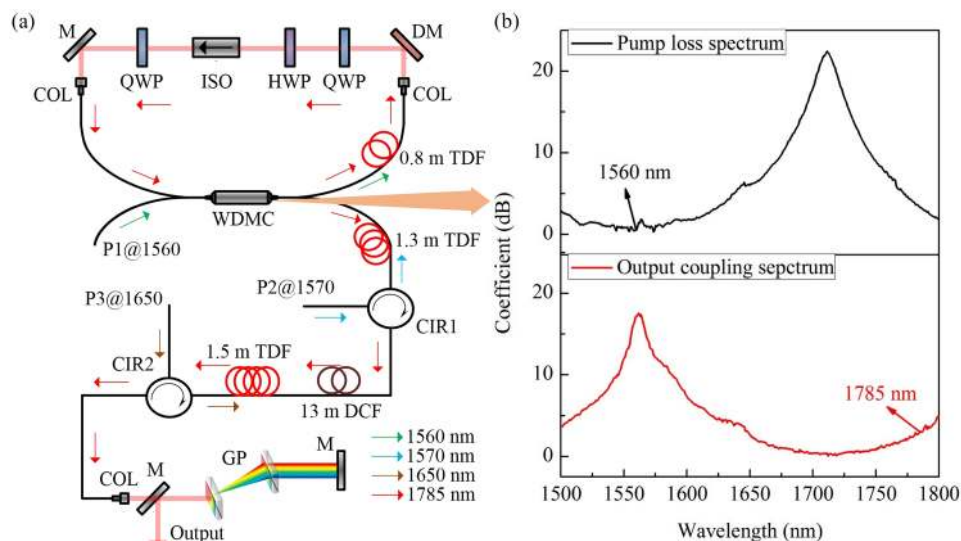 (a)
M
DM
QWP
ISO
HWP
QWP
COL
COL
0.8 m TDF
WDMC
P1@1560
1.3 m TDF
P2@1570
P3@1650
CIR1
1.5 m TDF
CIR2
13 m DCF
1560 nm
1570 nm
1650 nm
1785 nm
GP
M
COL
M
Output
(b)
Pump loss spectrum
20
10
0
1560 nm
Coefficient (dB)
Output coupling sepctrum
20
10
0
1785 nm
1500 1550 1600 1650 1700 1750 1800
Wavelength (nm)